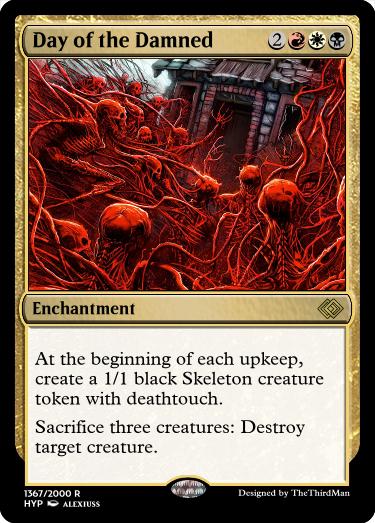 Day of the Damned 2
Enchantment
At the beginning of each upkeep,
create a 1/1 black Skeleton creature
token with deathtouch.
Sacrifice three creatures: Destroy
target creature.
1367/2000 R
HYP ALEXIUSS
Designed by TheThirdMan